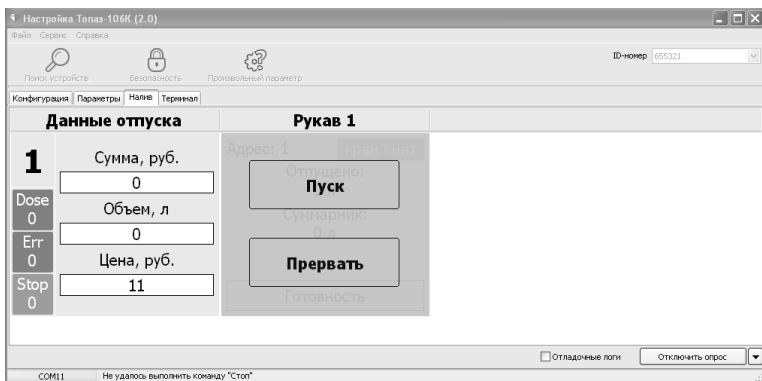 Настройка Топаз-106К (2.0)
Файл Сервис Справка
Поиск устройств Безопасность Произвольный параметр ID-номер 655321
Конфигурация Параметры Налив Терминал
Данные отпуска Рукав 1
1
Сумма, руб.
0
Dose
0
Объем, л
0
Err
0
Цена, руб.
11
Stop
0
Адрес: 1 кран снят
Отпущено:
Пуск
Суммарник:
0 л
Прервать
Готовность
Отладочные логи Отключить опрос
COM11 Не удалось выполнить команду "Стоп"